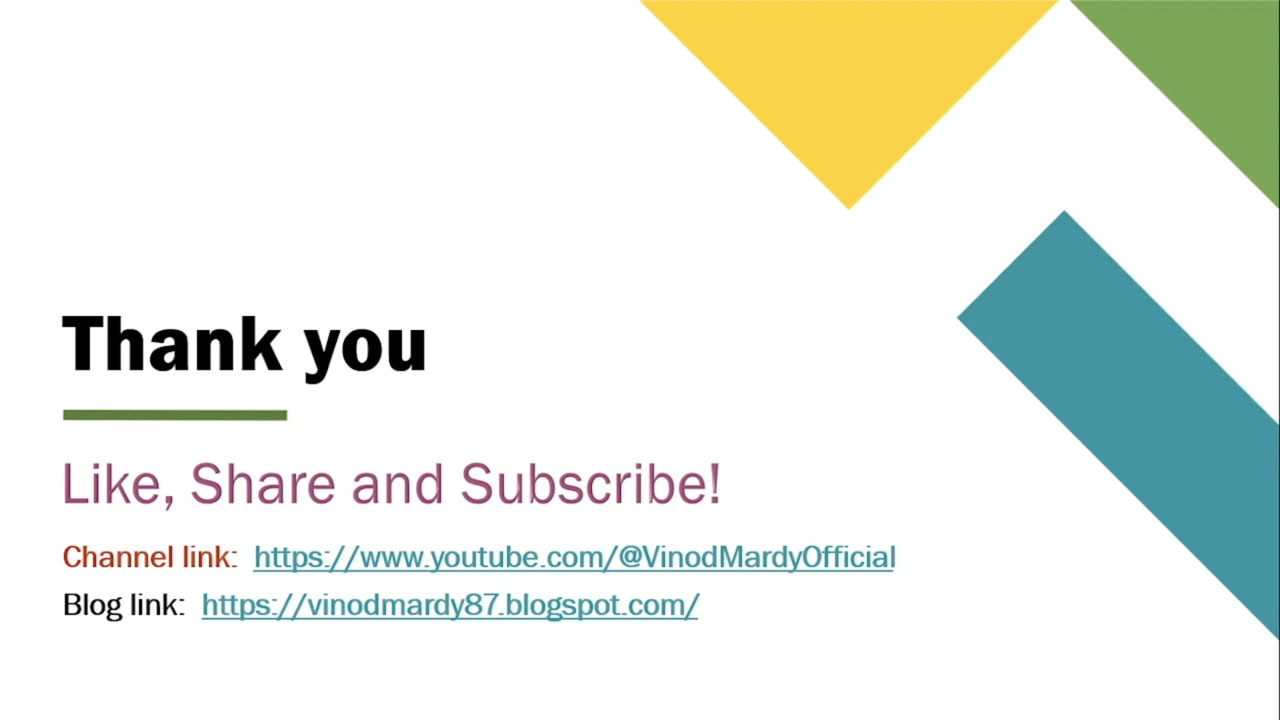 Thank you
Like, Share and Subscribe!
Channel link: https://www.youtube.com/@VinodMardyOfficial
Blog link: https://vinodmardy87.blogspot.com/